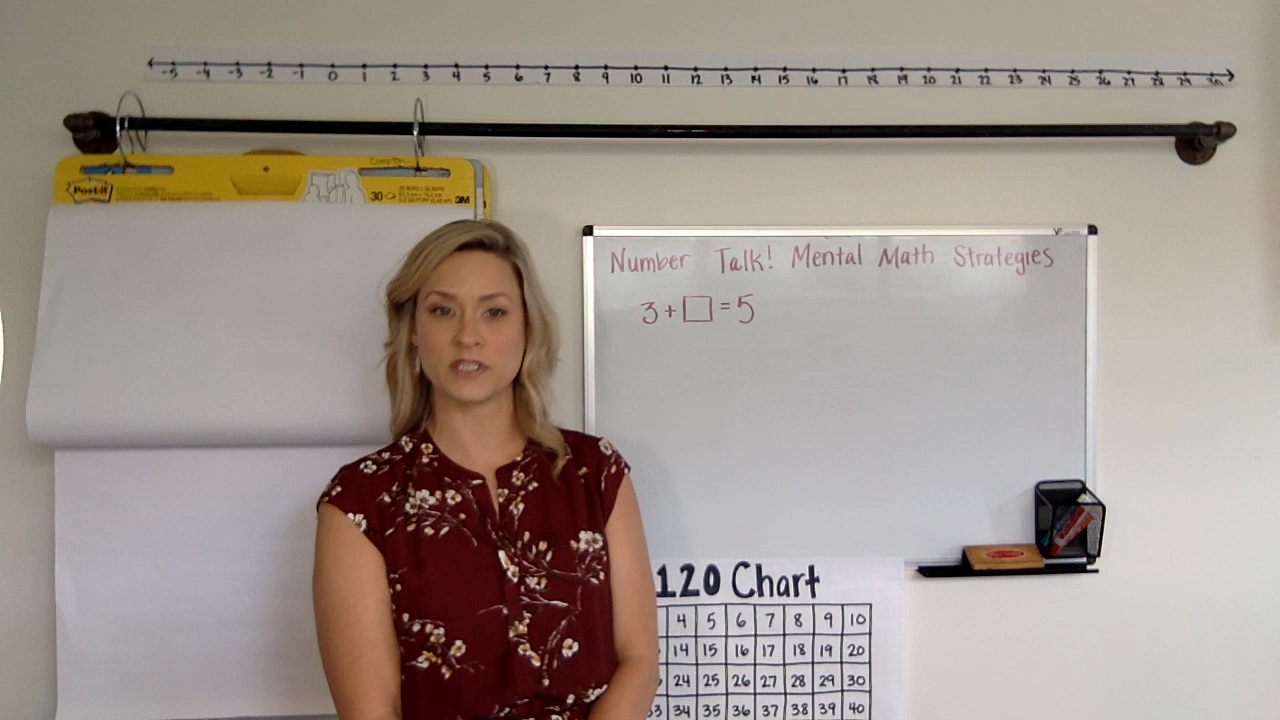 -5 -4 -3 -2 -1 0 1 2 3 4 5 6 7 8 9 10 11 12 13 14 15 16 17 18 19 20 21 22 23 24 25 26 27 28 29 30
Compton
Post-it
30
3M
Number Talk! Mental Math Strategies
3 + □ = 5
120 Chart
4 5 6 7 8 9 10
14 15 16 17 18 19 20
24 25 26 27 28 29 30
33 34 35 36 37 38 39 40